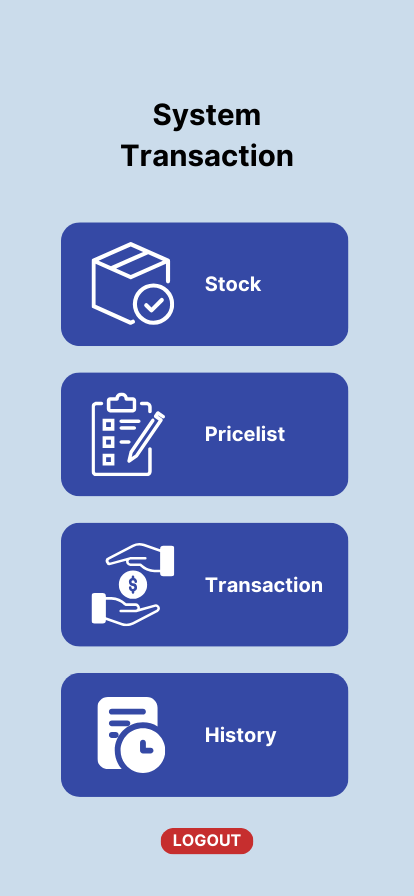 System
Transaction
Stock
Pricelist
$
Transaction
History
LOGOUT